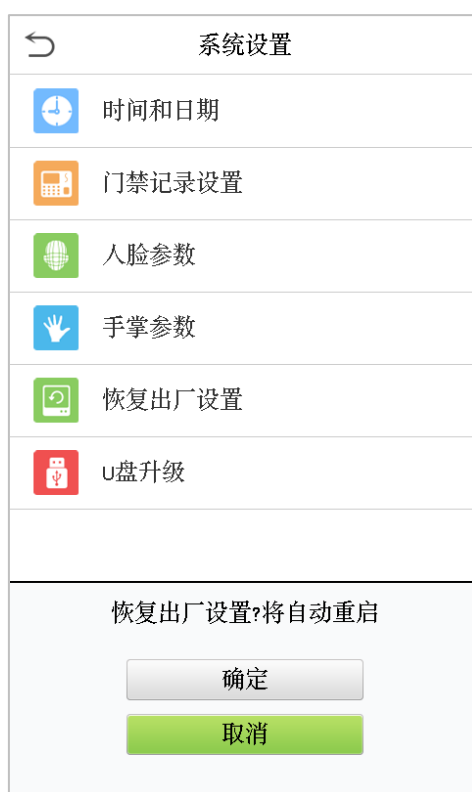 系统设置
时间和日期
门禁记录设置
人脸参数
手掌参数
恢复出厂设置
U盘升级
恢复出厂设置?将自动重启
确定
取消